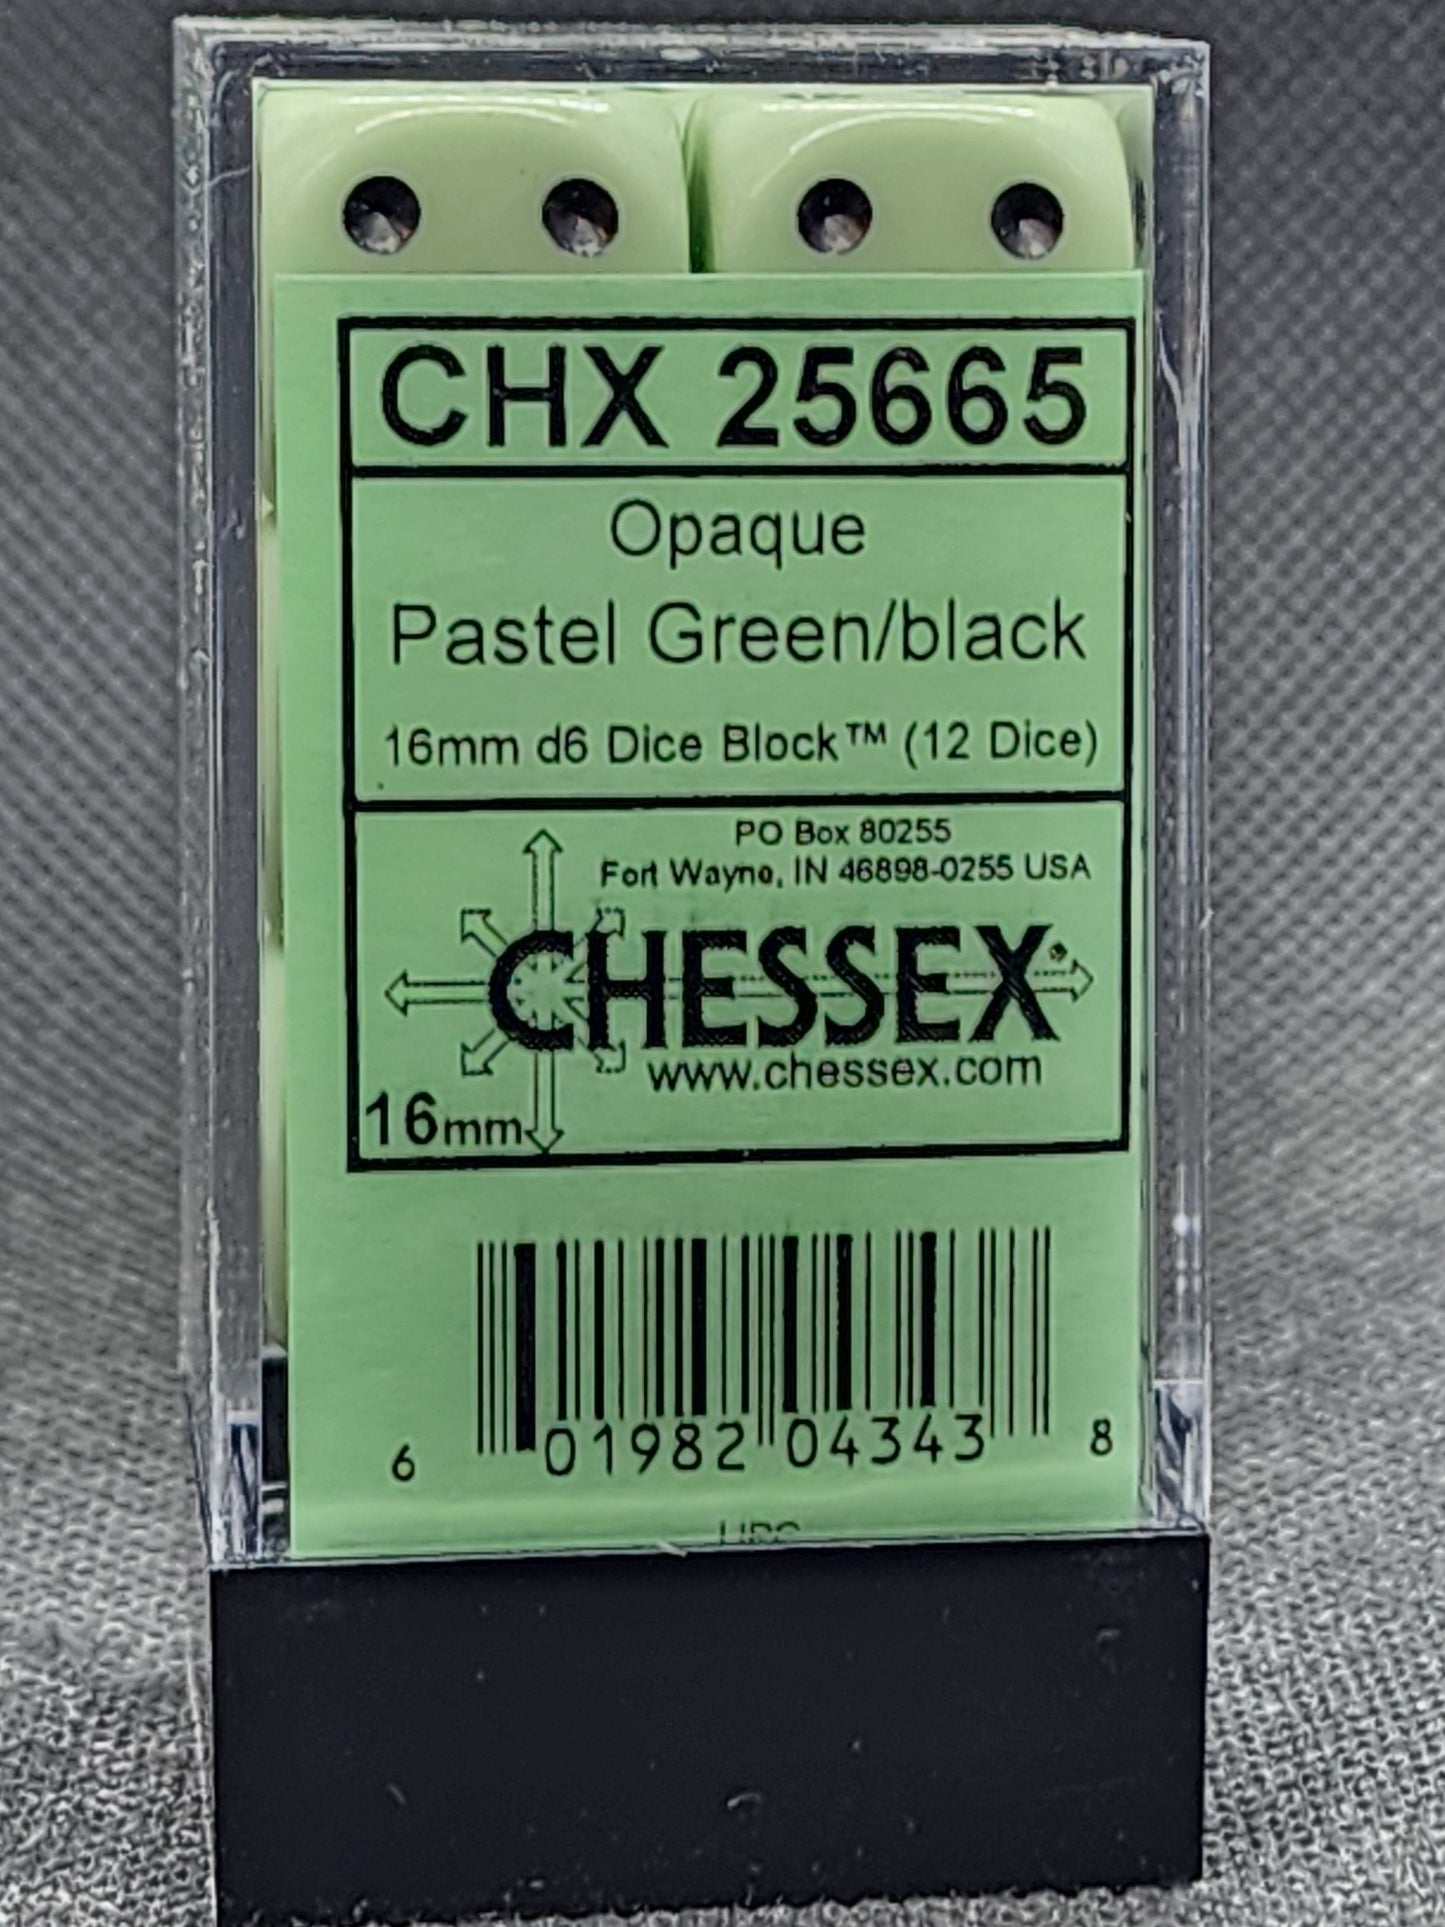 CHX 25665
Opaque
Pastel Green/black
16mm d6 Dice Block™ (12 Dice)
PO Box 80255
Fort Wayne, IN 46898-0255 USA
CHESSEX®
www.chessex.com
16mm
6 01982 04343 8